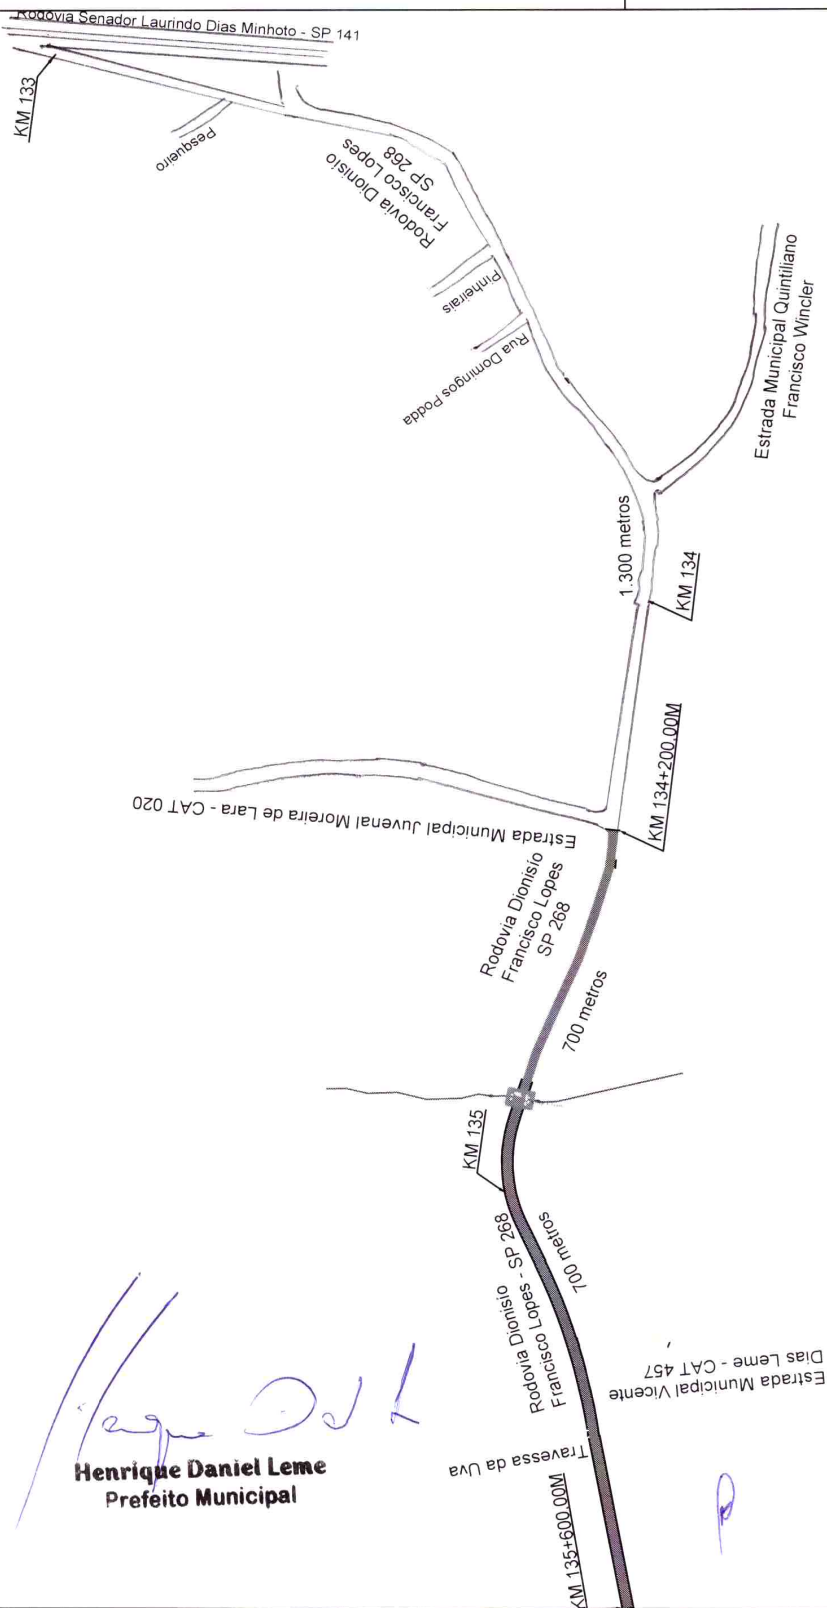 Rodovia Senador Laurindo Dias Minhoto - SP 141
KM 133
Pesqueiro
Rodovia Dionisio
Francisco Lopes
SP 268
Pinheirais
Rua Domingos Podda
Estrada Municipal Quintiliano
Francisco Wincler
1.300 metros
KM 134
KM 134+200.00M
Estrada Municipal Juvenal Moreira de Lara - CAT 020
Rodovia Dionisio
Francisco Lopes
SP 268
700 metros
KM 135
Rodovia Dionisio
Francisco Lopes - SP 268
700 metros
Estrada Municipal Vicente
Dias Leme - CAT 457
Travessa da Uva
KM 135+600.00M
Henrique Daniel Leme
Prefeito Municipal